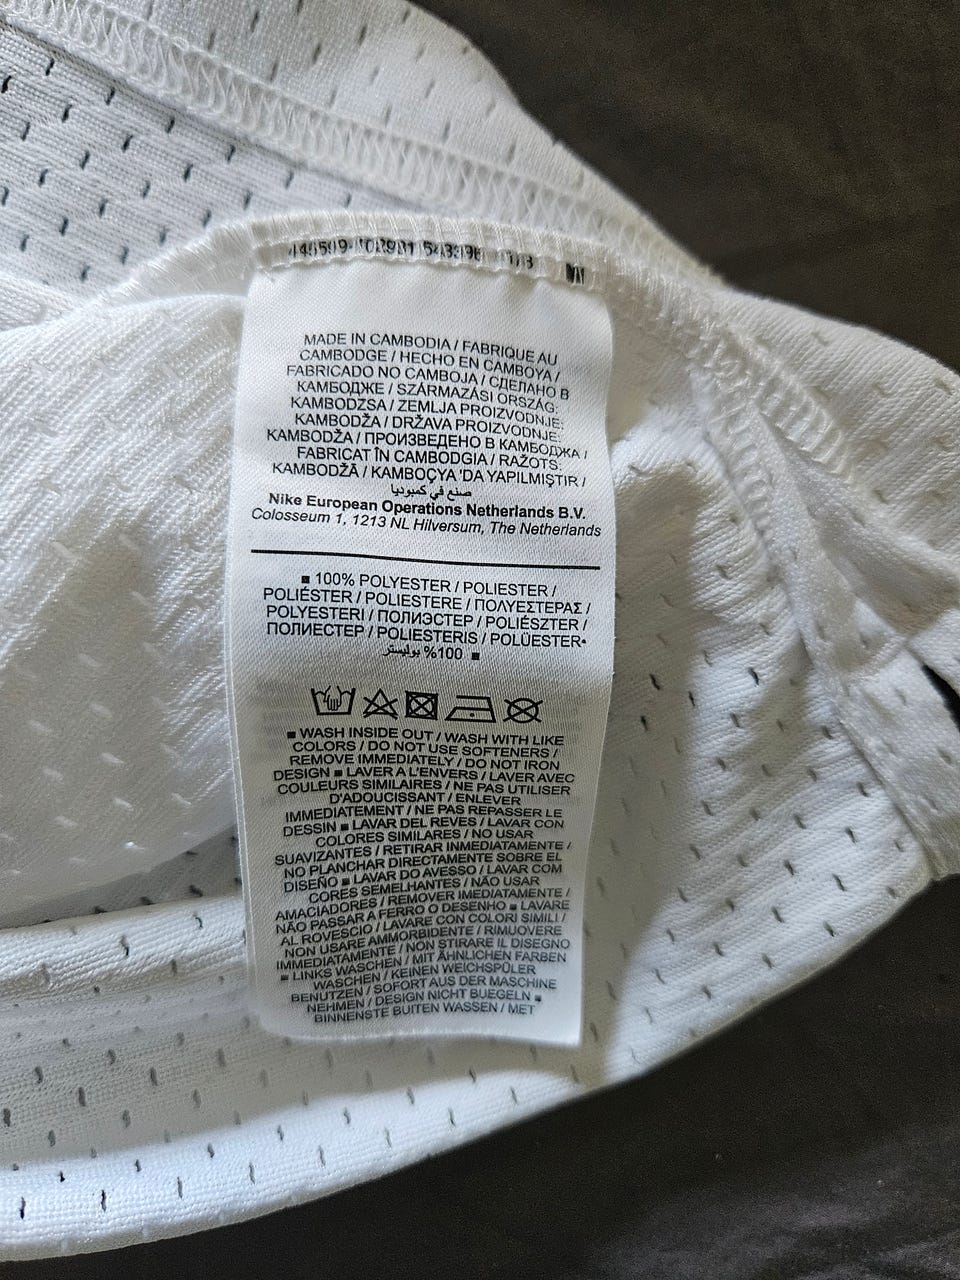 MADE IN CAMBODIA / FABRIQUE AU
CAMBODGE / HECHO EN CAMBOYA /
FABRICADO NO CAMBOJA / СДЕЛАНО В
КАМБОДЖЕ / SZÁRMAZÁSI ORSZÁG:
KAMBODZSA / ZEMLJA PROIZVODNJE:
KAMBODŽA / DRŽAVA PROIZVODNJE:
KAMBODŽA / ПРОИЗВЕДЕНО В КАМБОДЖА /
FABRICAT ÎN CAMBODGIA / RAŽOTS:
KAMBODŽĀ / KAMBOÇYA 'DA YAPILMIŞTIR /
صنع في كمبوديا
Nike European Operations Netherlands B.V.
Colosseum 1, 1213 NL Hilversum, The Netherlands
■ 100% POLYESTER / POLIESTER /
POLIÉSTER / POLIESTERE / ΠΟΛΥΕΣΤΕΡΑΣ /
POLYESTERI / ПОЛИЭСТЕР / POLIÉSZTER /
ПОЛИЕСТЕР / POLIESTERIS / POLÜESTER•
100% بوليستر ■
■ WASH INSIDE OUT / WASH WITH LIKE
COLORS / DO NOT USE SOFTENERS /
REMOVE IMMEDIATELY / DO NOT IRON
DESIGN ■ LAVER A L'ENVERS / LAVER AVEC
COULEURS SIMILAIRES / NE PAS UTILISER
D'ADOUCISSANT / ENLEVER
IMMEDIATEMENT / NE PAS REPASSER LE
DESSIN ■ LAVAR DEL REVES / LAVAR CON
COLORES SIMILARES / NO USAR
SUAVIZANTES / RETIRAR INMEDIATAMENTE /
NO PLANCHAR DIRECTAMENTE SOBRE EL
DISEÑO ■ LAVAR DO AVESSO / LAVAR COM
CORES SEMELHANTES / NÃO USAR
AMACIADORES / REMOVER IMEDIATAMENTE /
NÃO PASSAR A FERRO O DESENHO ■ LAVARE
AL ROVESCIO / LAVARE CON COLORI SIMILI /
NON USARE AMMORBIDENTE / RIMUOVERE
IMMEDIATAMENTE / NON STIRARE IL DISEGNO
■ LINKS WASCHEN / MIT ÄHNLICHEN FARBEN
WASCHEN / KEINEN WEICHSPÜLER
BENUTZEN / SOFORT AUS DER MASCHINE
NEHMEN / DESIGN NICHT BUEGELN ■
BINNENSTE BUITEN WASSEN / MET